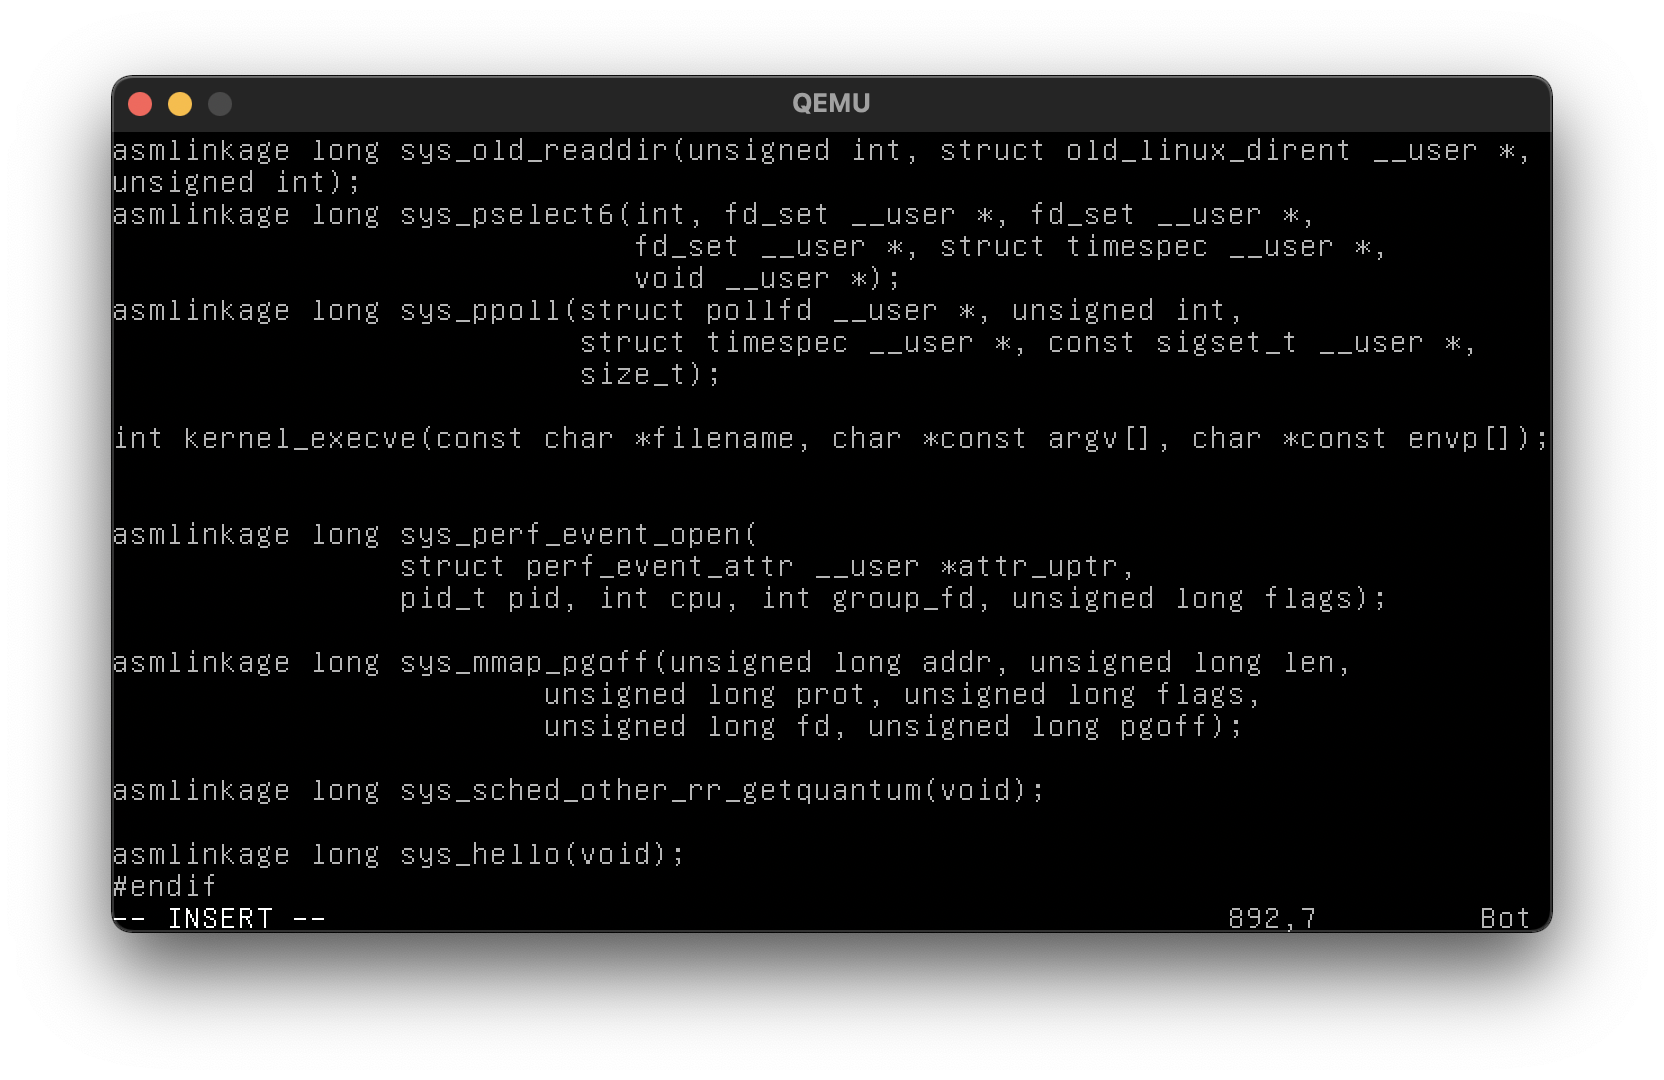 QEMU
asmlinkage long sys_old_readdir(unsigned int, struct old_linux_dirent __user *,
unsigned int);
asmlinkage long sys_pselect6(int, fd_set __user *, fd_set __user *,
                             fd_set __user *, struct timespec __user *,
                             void __user *);
asmlinkage long sys_ppoll(struct pollfd __user *, unsigned int,
                          struct timespec __user *, const sigset_t __user *,
                          size_t);
int kernel_execve(const char *filename, char *const argv[], char *const envp[]);
asmlinkage long sys_perf_event_open(
                struct perf_event_attr __user *attr_uptr,
                pid_t pid, int cpu, int group_fd, unsigned long flags);
asmlinkage long sys_mmap_pgoff(unsigned long addr, unsigned long len,
                        unsigned long prot, unsigned long flags,
                        unsigned long fd, unsigned long pgoff);
asmlinkage long sys_sched_other_rr_getquantum(void);
asmlinkage long sys_hello(void);
#endif
-- INSERT --                                                  892,7         Bot